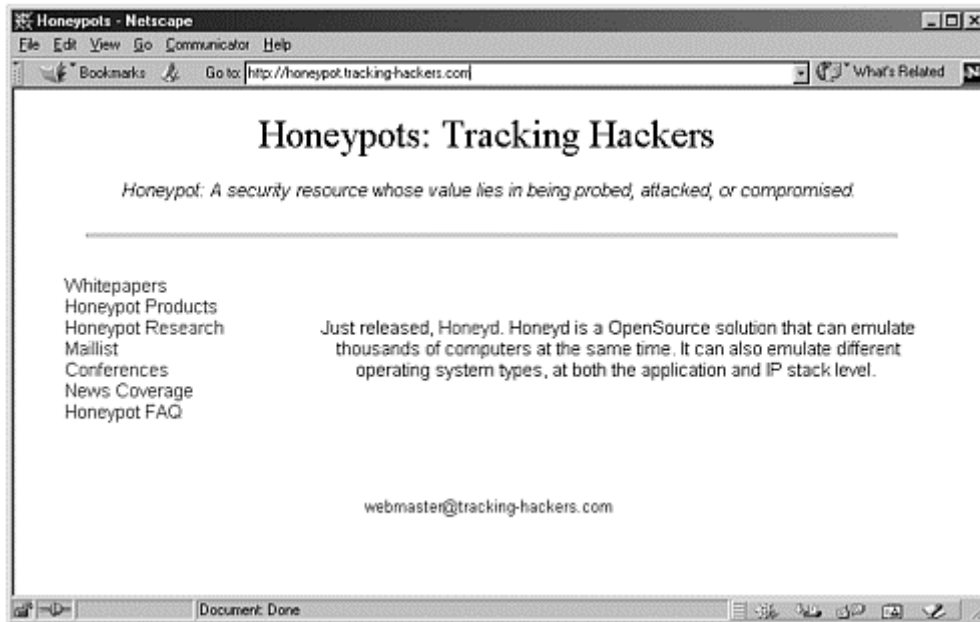 Honeypots - Netscape
File Edit View Go Communicator Help
Bookmarks Go to: http://honeypot.tracking-hackers.com What's Related N
Honeypots: Tracking Hackers
Honeypot: A security resource whose value lies in being probed, attacked, or compromised.
Whitepapers
Honeypot Products
Honeypot Research
Maillist
Conferences
News Coverage
Honeypot FAQ
Just released, Honeyd. Honeyd is a OpenSource solution that can emulate
thousands of computers at the same time. It can also emulate different
operating system types, at both the application and IP stack level.
webmaster@tracking-hackers.com
Document: Done